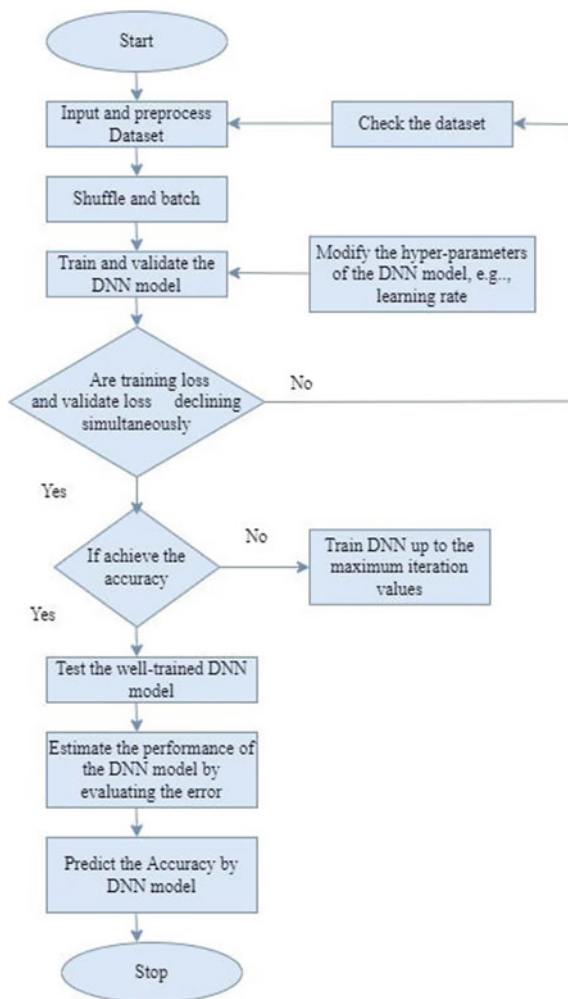 Start
Input and preprocess
Dataset
Check the dataset
Shuffle and batch
Train and validate the
DNN model
Modify the hyper-parameters
of the DNN model, e.g..,
learning rate
Are training loss
and validate loss declining
simultaneously
No
Yes
If achieve the
accuracy
No
Train DNN up to the
maximum iteration
values
Yes
Test the well-trained DNN
model
Estimate the performance of
the DNN model by
evaluating the error
Predict the Accuracy by
DNN model
Stop